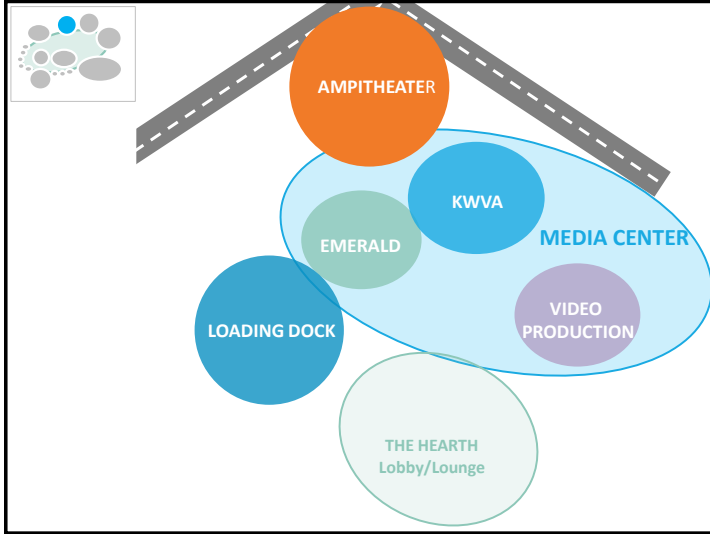 AMPITHEATER
KWVA
EMERALD
MEDIA CENTER
LOADING DOCK
VIDEO
PRODUCTION
THE HEARTH
Lobby/Lounge